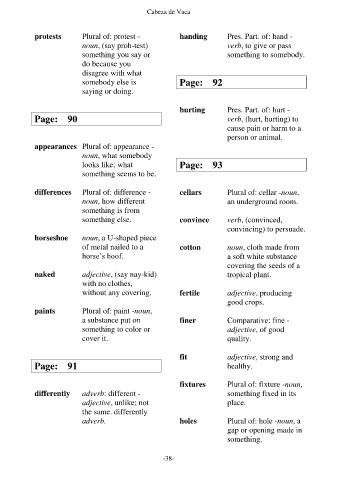 Cabeza de Vaca
protests Plural of: protest -
noun, (say proh-test)
something you say or
do because you
disagree with what
somebody else is
saying or doing.
Page: 90
appearances Plural of: appearance -
noun, what somebody
looks like; what
something seems to be.
differences Plural of: difference -
noun, how different
something is from
something else.
horseshoe noun, a U-shaped piece
of metal nailed to a
horse's hoof.
naked adjective, (say nay-kid)
with no clothes,
without any covering.
paints Plural of: paint -noun,
a substance put on
something to color or
cover it.
Page: 91
differently adverb: different -
adjective, unlike; not
the same. differently
adverb.
handing Pres. Part. of: hand -
verb, to give or pass
something to somebody.
Page: 92
hurting Pres. Part. of: hurt -
verb, (hurt, hurting) to
cause pain or harm to a
person or animal.
Page: 93
cellars Plural of: cellar -noun,
an underground room.
convince verb, (convinced,
convincing) to persuade.
cotton noun, cloth made from
a soft white substance
covering the seeds of a
tropical plant.
fertile adjective, producing
good crops.
finer Comparative: fine -
adjective, of good
quality.
fit adjective, strong and
healthy.
fixtures Plural of: fixture -noun,
something fixed in its
place.
holes Plural of: hole -noun, a
gap or opening made in
something.
-38-